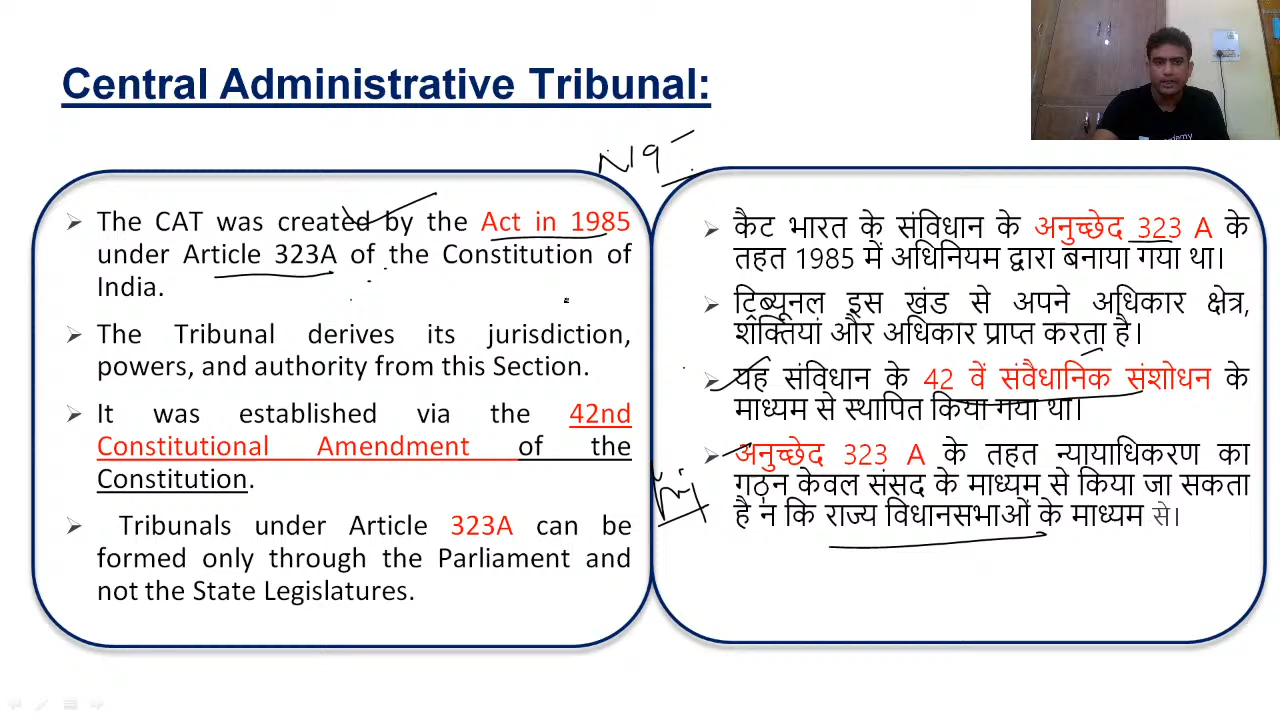 Central Administrative Tribunal:
N19
➢ The CAT was created by the Act in 1985
under Article 323A of the Constitution of
India.
➢ The Tribunal derives its jurisdiction,
powers, and authority from this Section.
➢ It was established via the 42nd
Constitutional Amendment of the
Constitution.
➢ Tribunals under Article 323A can be
formed only through the Parliament and
not the State Legislatures.
➢ कैट भारत के संविधान के अनुच्छेद 323 A के
तहत 1985 में अधिनियम द्वारा बनाया गया था।
➢ ट्रिब्यूनल इस खंड से अपने अधिकार क्षेत्र,
शक्तियां और अधिकार प्राप्त करता है।
➢ यह संविधान के 42 वें संवैधानिक संशोधन के
माध्यम से स्थापित किया गया था।
➢ अनुच्छेद 323 A के तहत न्यायाधिकरण का
गठन केवल संसद के माध्यम से किया जा सकता
है न कि राज्य विधानसभाओं के माध्यम से।